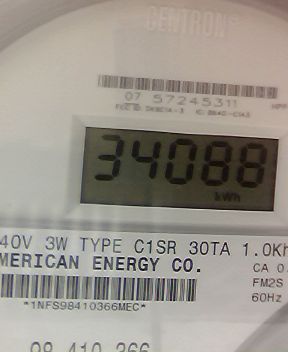 CENTRON®
07 57245311
34088
kWh
40V 3W TYPE C1SR 30TA 1.0Kh
MERICAN ENERGY CO.
CA 0.
FM2S
60Hz
*1NFS98410366MEC*
98 410 366